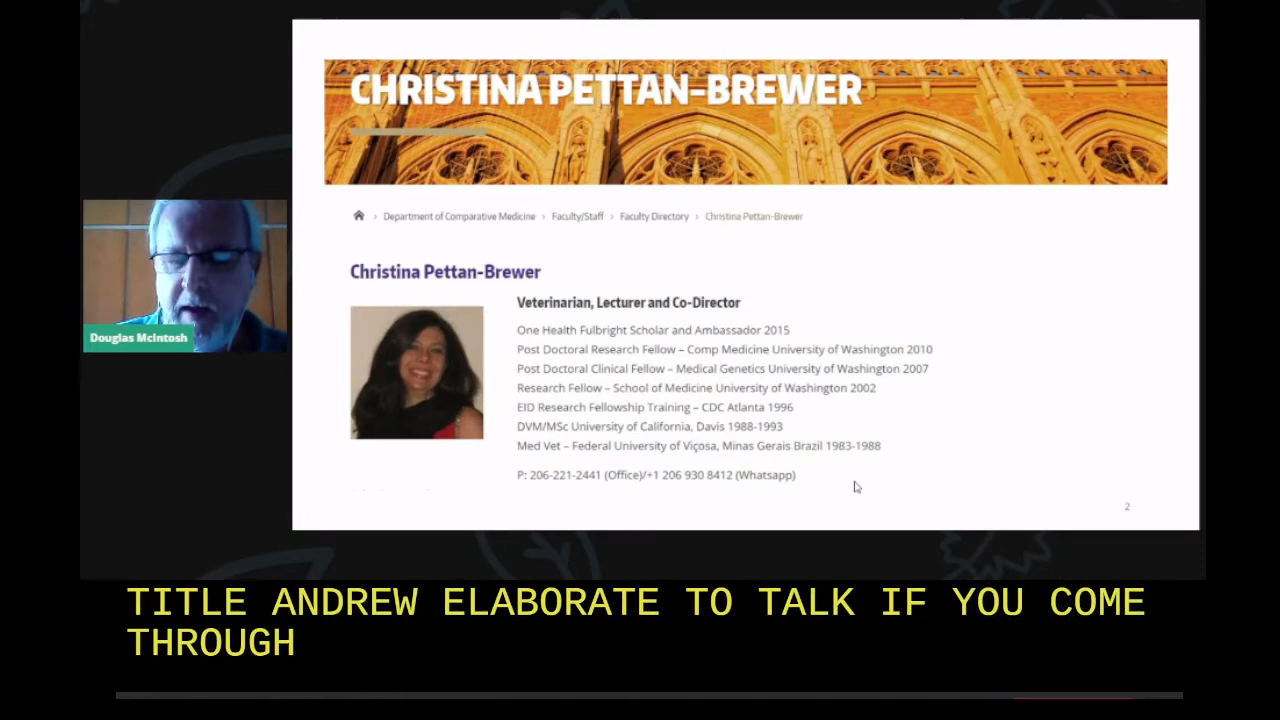 CHRISTINA PETTAN-BREWER
Department of Comparative Medicine › Faculty/Staff › Faculty Directory › Christina Pettan-Brewer
Christina Pettan-Brewer
Veterinarian, Lecturer and Co-Director
One Health Fulbright Scholar and Ambassador 2015
Post Doctoral Research Fellow – Comp Medicine University of Washington 2010
Post Doctoral Clinical Fellow – Medical Genetics University of Washington 2007
Research Fellow – School of Medicine University of Washington 2002
EID Research Fellowship Training – CDC Atlanta 1996
DVM/MSc University of California, Davis 1988-1993
Med Vet – Federal University of Viçosa, Minas Gerais Brazil 1983-1988
P: 206-221-2441 (Office)/+1 206 930 8412 (Whatsapp)
2
Douglas McIntosh
TITLE ANDREW ELABORATE TO TALK IF YOU COME
THROUGH